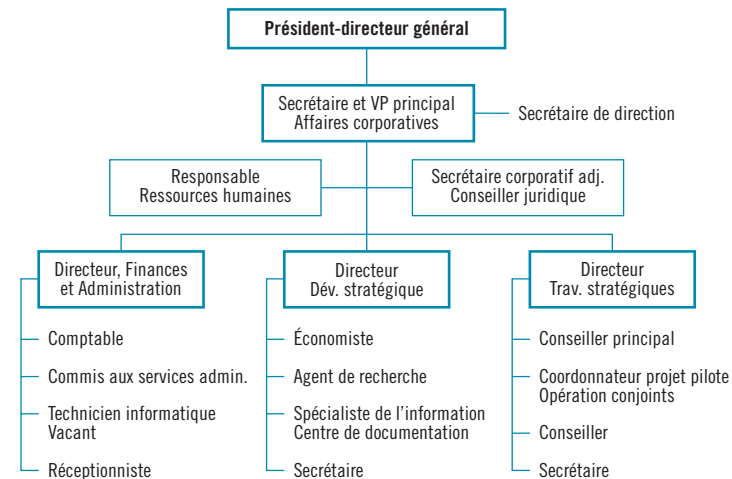 Président-directeur général
Secrétaire et VP principal
Affaires corporatives
Secrétaire de direction
Responsable
Ressources humaines
Secrétaire corporatif adj.
Conseiller juridique
Directeur, Finances
et Administration
Comptable
Commis aux services admin.
Technicien informatique
Vacant
Réceptionniste
Directeur
Dév. stratégique
Économiste
Agent de recherche
Spécialiste de l'information
Centre de documentation
Secrétaire
Directeur
Trav. stratégiques
Conseiller principal
Coordonnateur projet pilote
Opération conjoints
Conseiller
Secrétaire